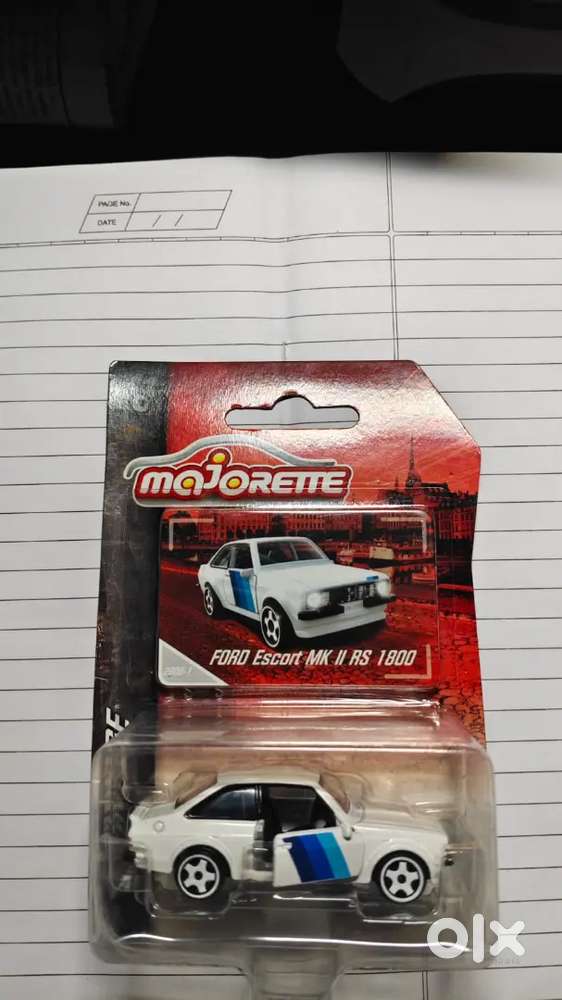 PAGE No.
DATE / /
MAJORETTE
FORD Escort MK II RS 1800
olx